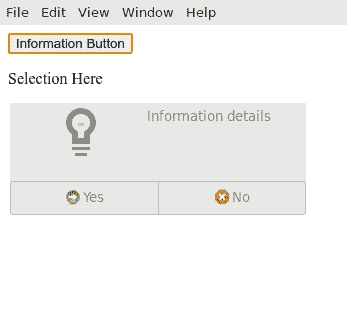 File Edit View Window Help
Information Button
Selection Here
Information details
Yes No